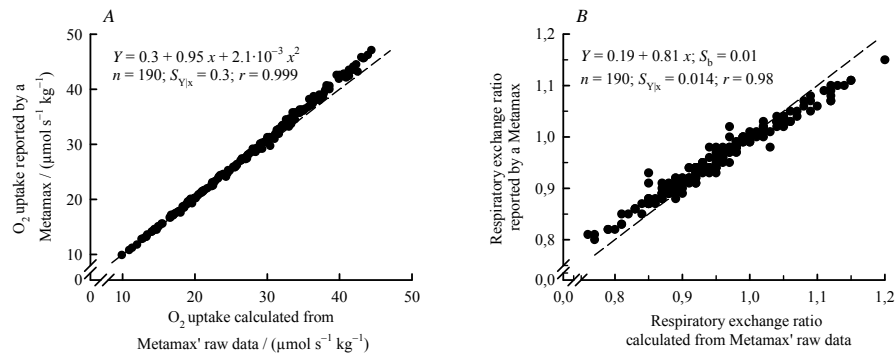 A
O₂ uptake reported by a
Metamax / (µmol s⁻¹ kg⁻¹)
Y = 0.3 + 0.95 x + 2.1·10⁻³ x²
n = 190; S_Y|x = 0.3; r = 0.999
50
40
30
20
10
0
0 10 20 30 40 50
O₂ uptake calculated from
Metamax' raw data / (µmol s⁻¹ kg⁻¹)
B
Respiratory exchange ratio
reported by a Metamax
Y = 0.19 + 0.81 x; S_b = 0.01
n = 190; S_Y|x = 0.014; r = 0.98
1,2
1,1
1,0
0,9
0,8
0,0
0,0 0,8 0,9 1,0 1,1 1,2
Respiratory exchange ratio
calculated from Metamax' raw data